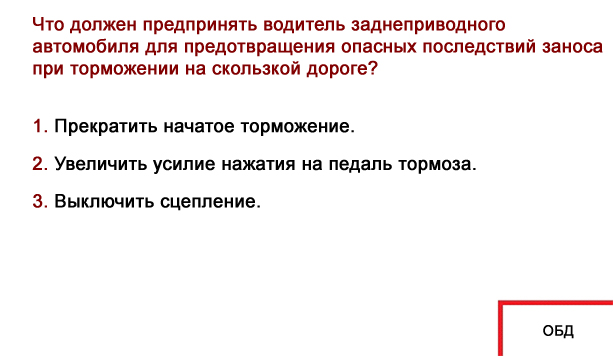 Что должен предпринять водитель заднеприводного
автомобиля для предотвращения опасных последствий заноса
при торможении на скользкой дороге?
1. Прекратить начатое торможение.
2. Увеличить усилие нажатия на педаль тормоза.
3. Выключить сцепление.
ОБД